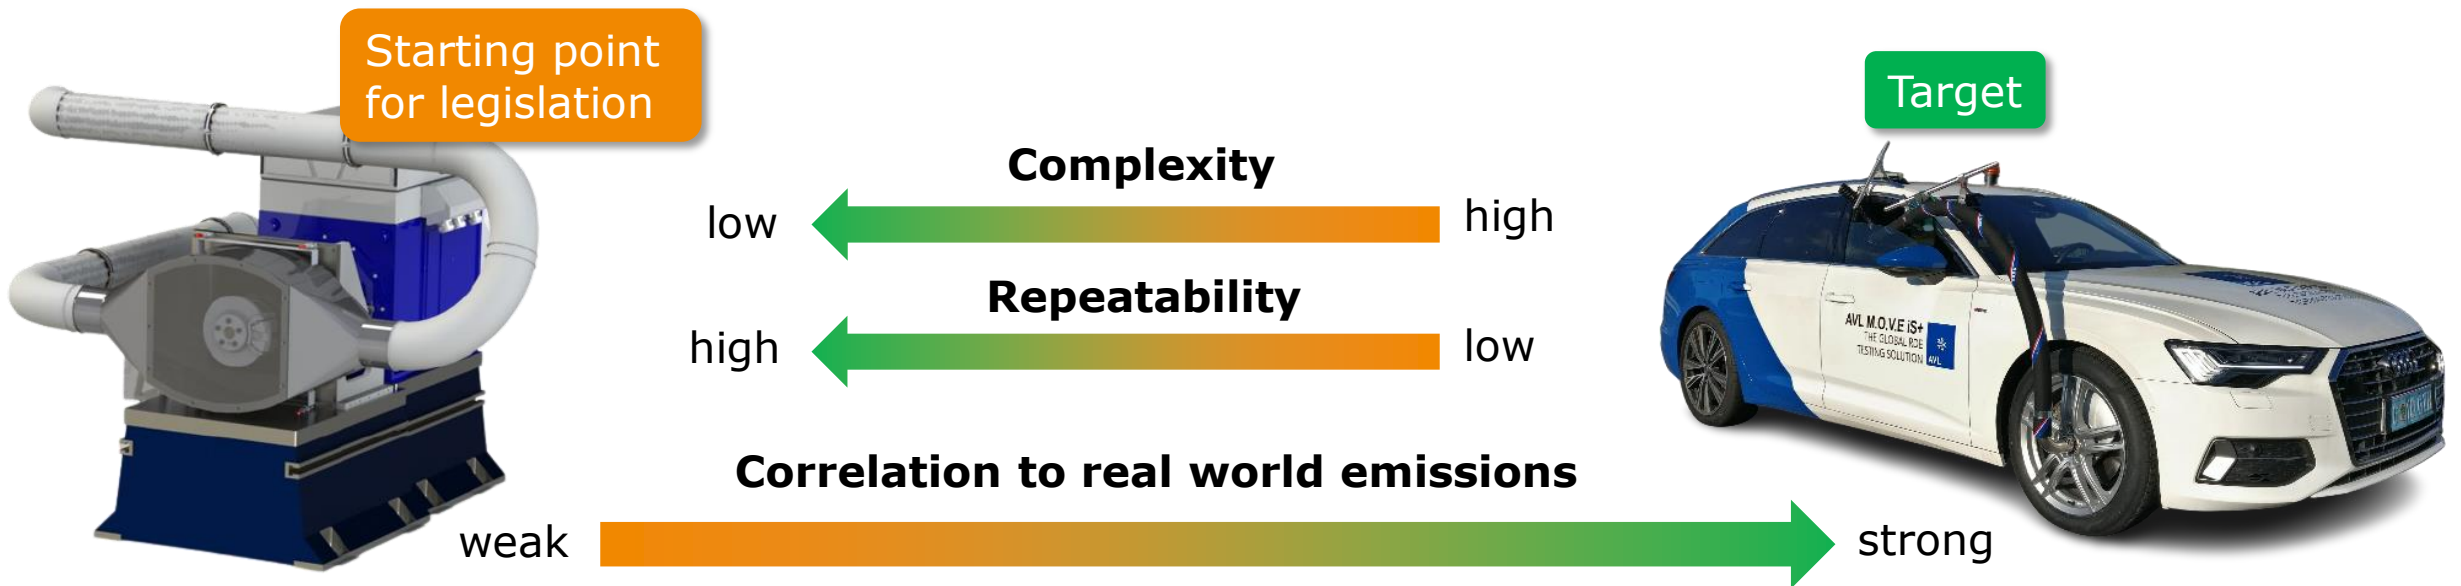 Starting point
for legislation
Target
Complexity
low
high
Repeatability
high
low
AVL M.O.V.E iS+
THE GLOBAL RDE
TESTING SOLUTION
AVL
Correlation to real world emissions
weak
strong